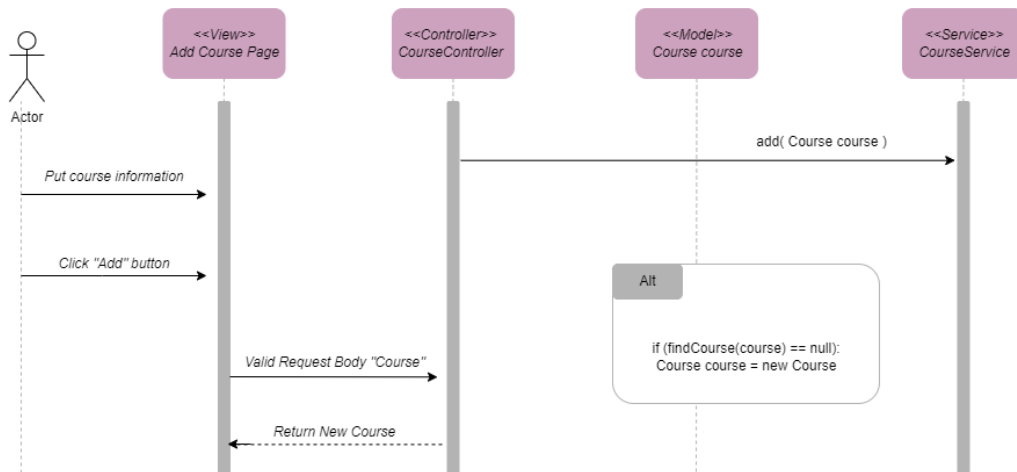 <<View>>
Add Course Page
<<Controller>>
CourseController
<<Model>>
Course course
<<Service>>
CourseService
Actor
add( Course course )
Put course information
Click "Add" button
Alt
if (findCourse(course) == null):
Course course = new Course
Valid Request Body "Course"
Return New Course